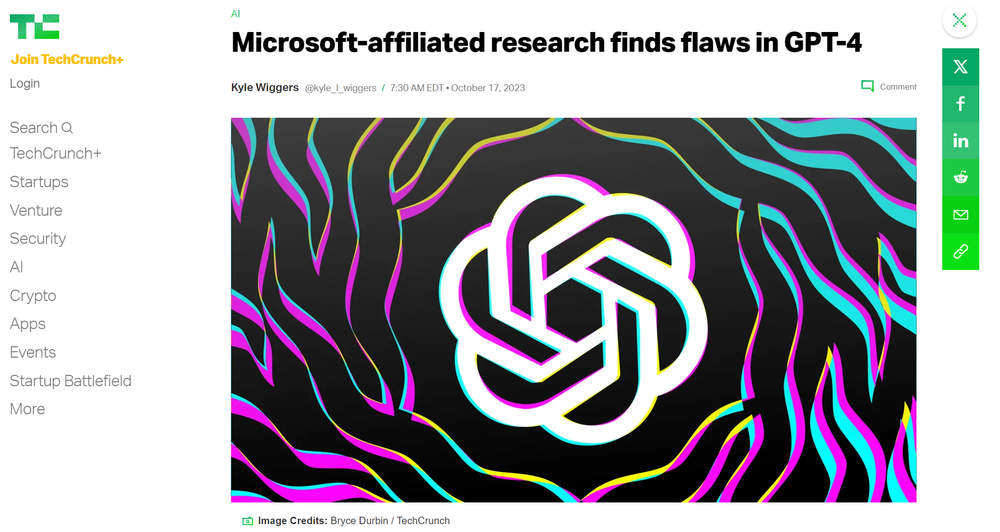 TC
Join TechCrunch+
Login
Search
TechCrunch+
Startups
Venture
Security
AI
Crypto
Apps
Events
Startup Battlefield
More
AI
Microsoft-affiliated research finds flaws in GPT-4
Kyle Wiggers @kyle_l_wiggers / 7:30 AM EDT • October 17, 2023
Comment
Image Credits: Bryce Durbin / TechCrunch
X
f
in